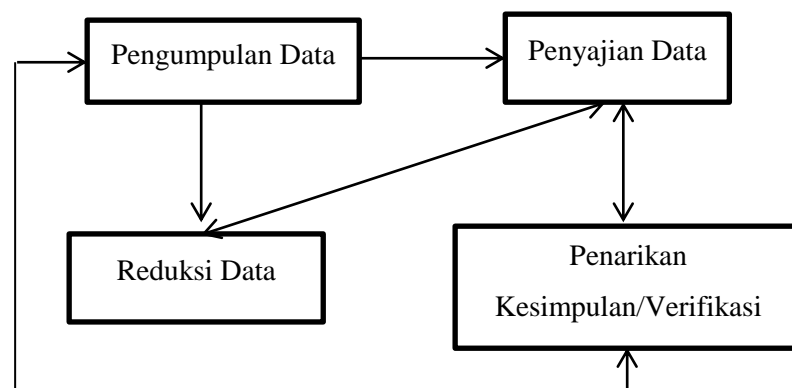 Pengumpulan Data
Penyajian Data
Reduksi Data
Penarikan
Kesimpulan/Verifikasi